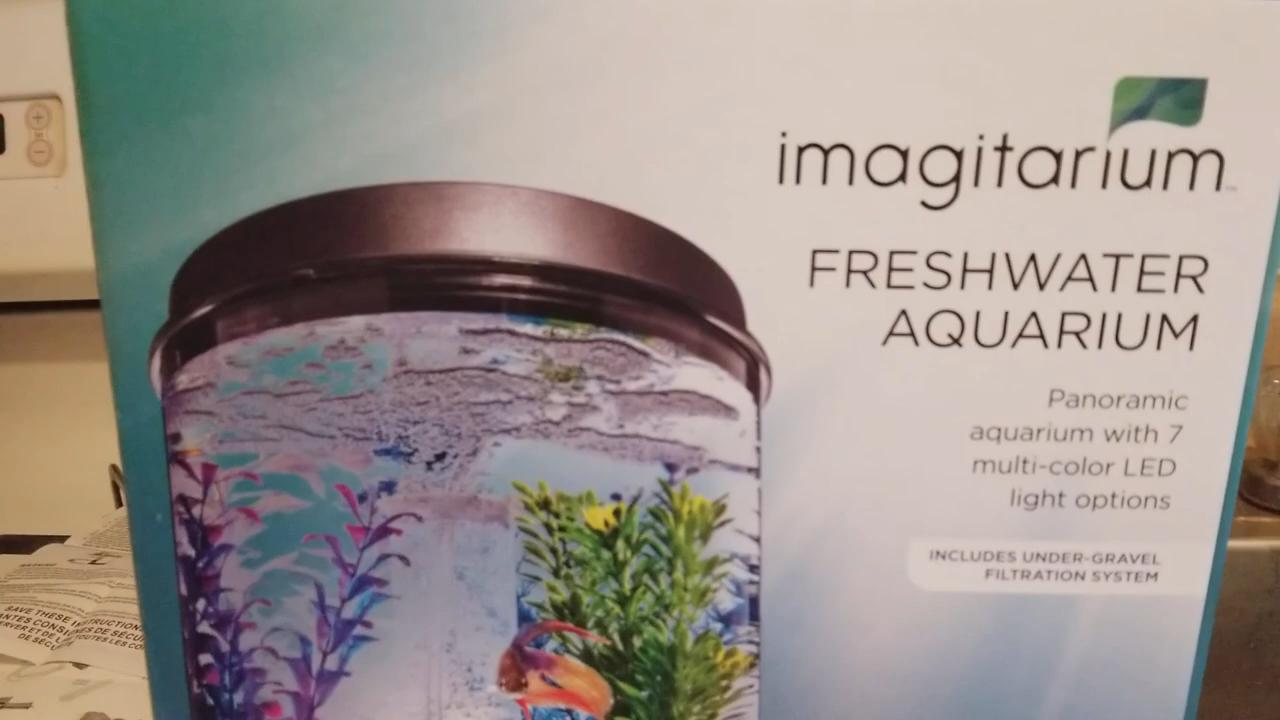 imagitarium
FRESHWATER
AQUARIUM
Panoramic
aquarium with 7
multi-color LED
light options
INCLUDES UNDER-GRAVEL
FILTRATION SYSTEM
SAVE THESE INSTRUCTION